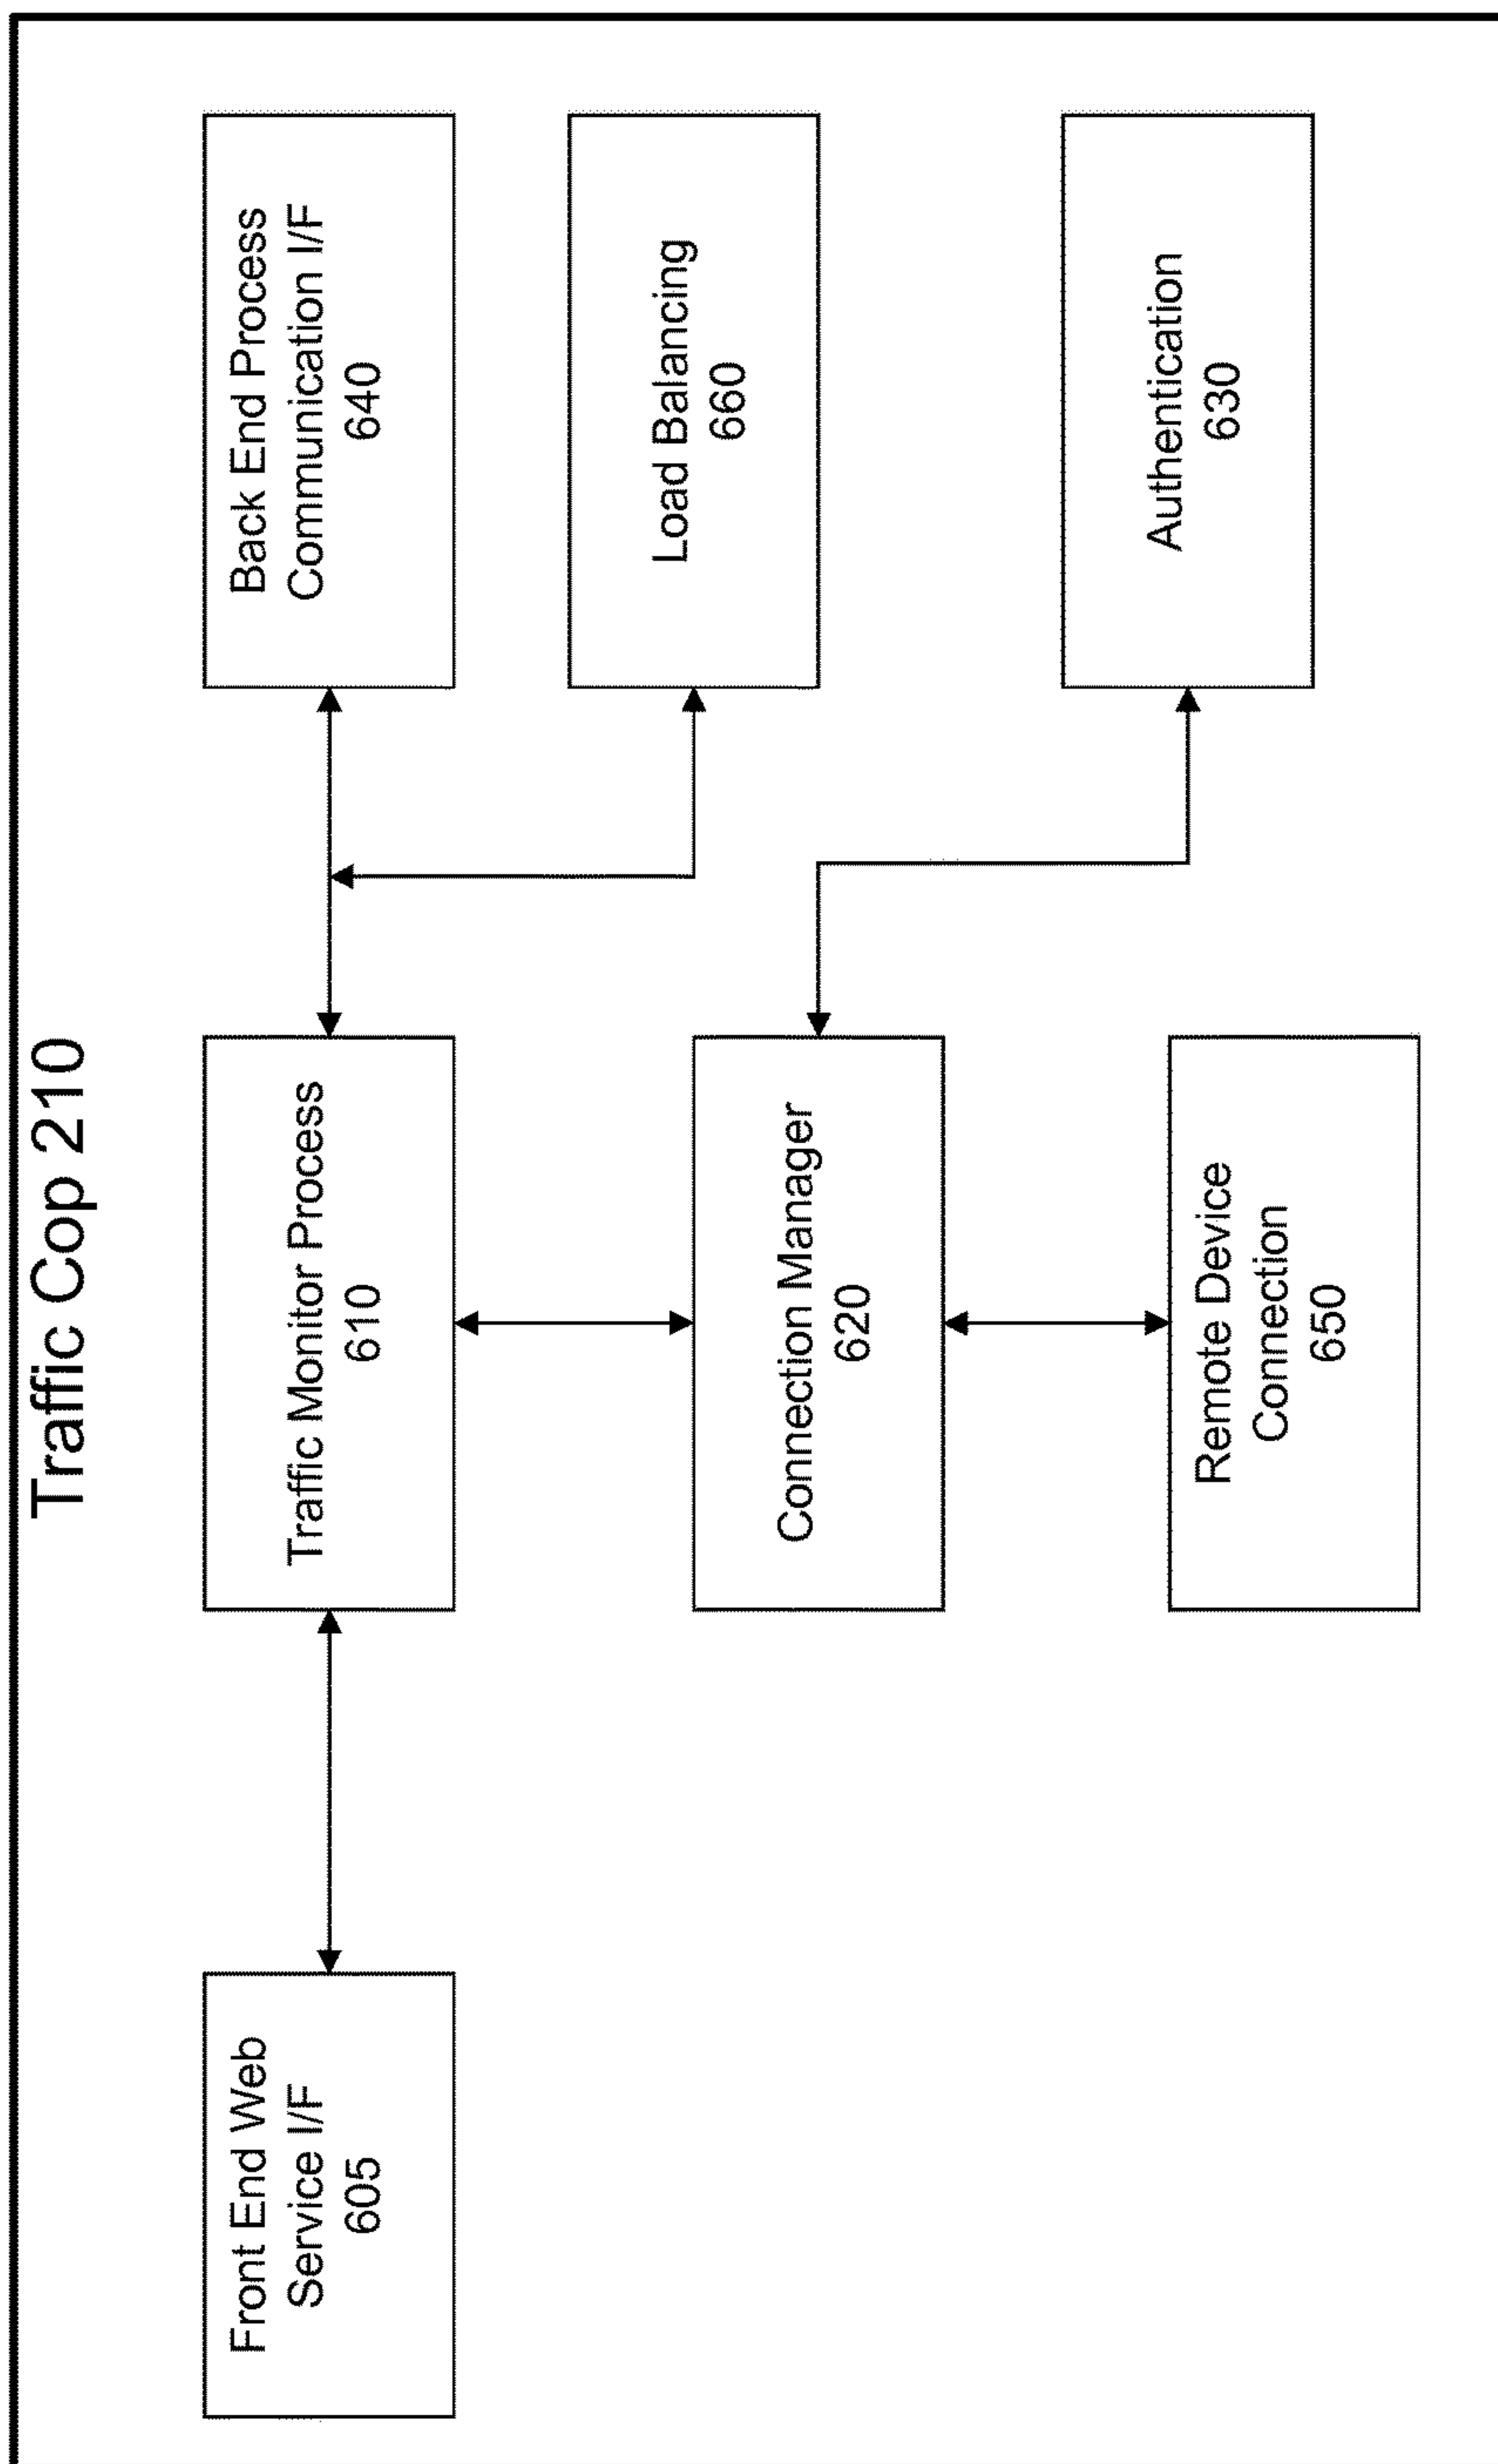 Traffic Cop 210
Front End Web
Service I/F
605
Traffic Monitor Process
610
Back End Process
Communication I/F
640
Load Balancing
660
Connection Manager
620
Authentication
630
Remote Device
Connection
650